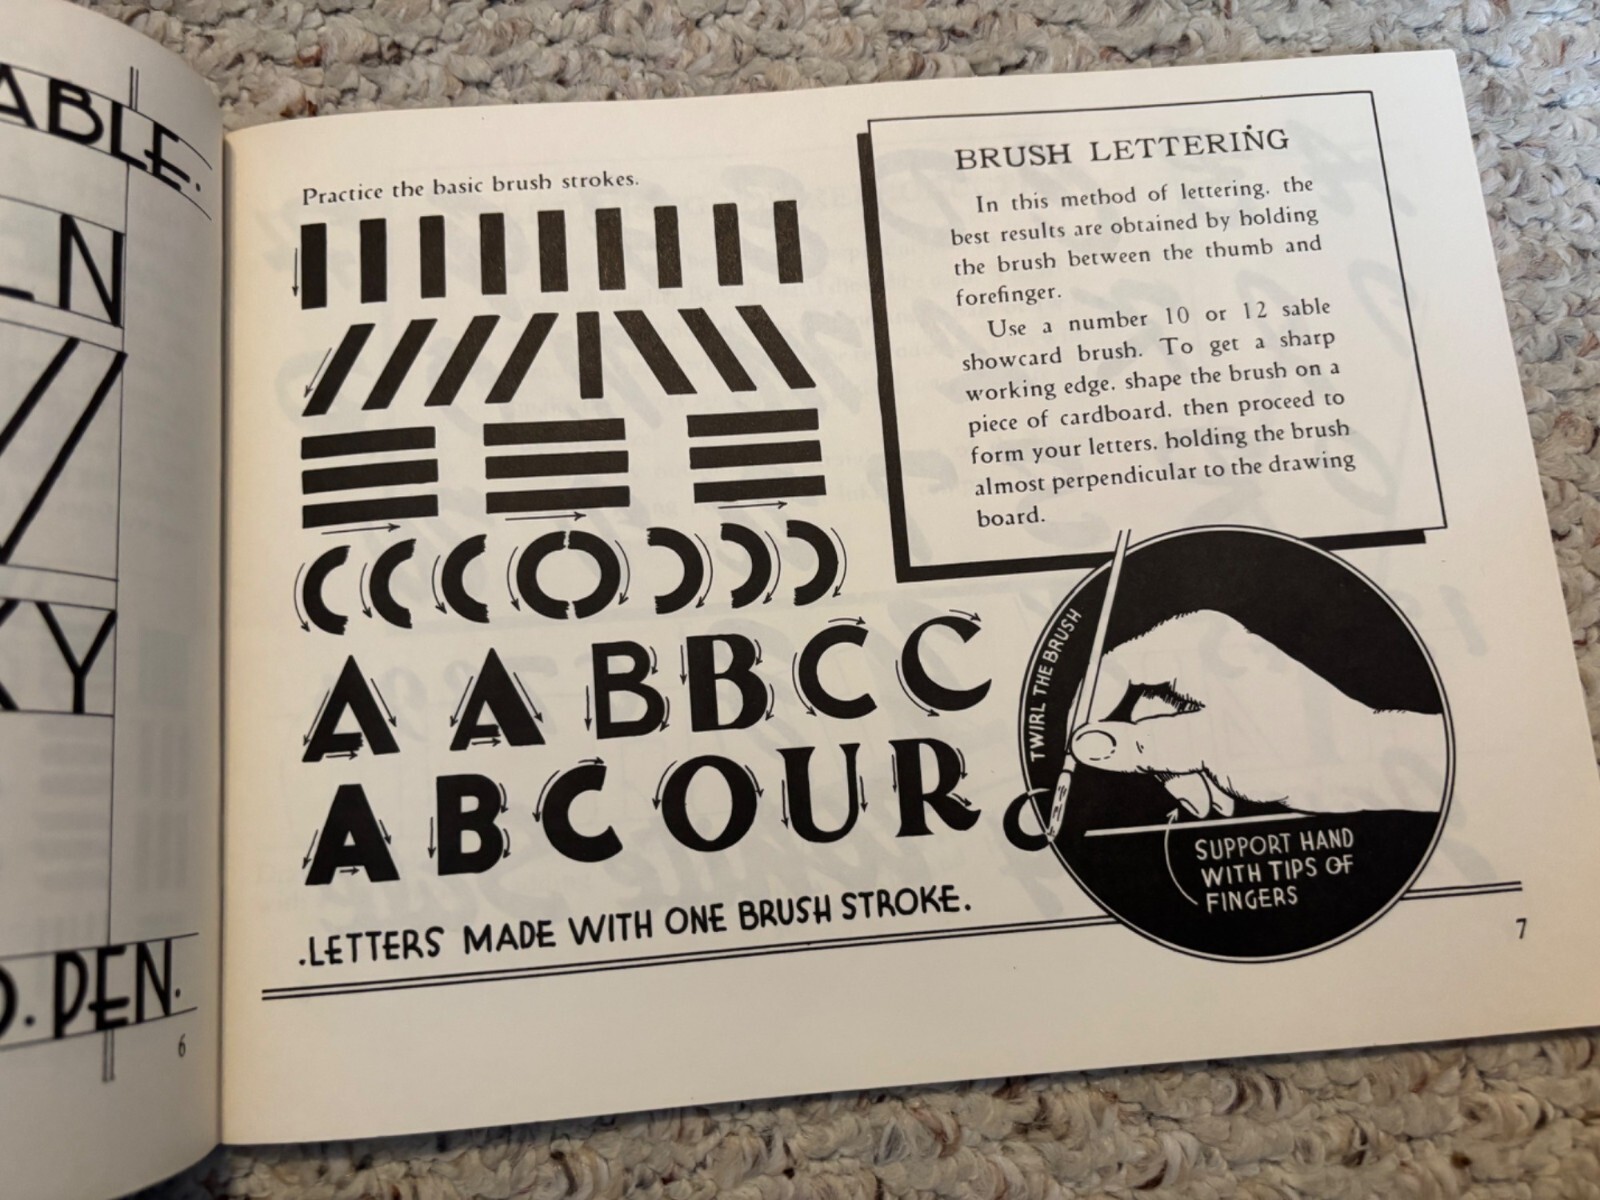 ABLE.
EN
KY
D. PEN.
6
Practice the basic brush strokes.
A A B B C C
A B C O U R
.LETTERS MADE WITH ONE BRUSH STROKE.
BRUSH LETTERING
In this method of lettering. the
best results are obtained by holding
the brush between the thumb and
forefinger.
Use a number 10 or 12 sable
showcard brush. To get a sharp
working edge. shape the brush on a
piece of cardboard. then proceed to
form your letters. holding the brush
almost perpendicular to the drawing
board.
TWIRL THE BRUSH
SUPPORT HAND
WITH TIPS OF
FINGERS
7